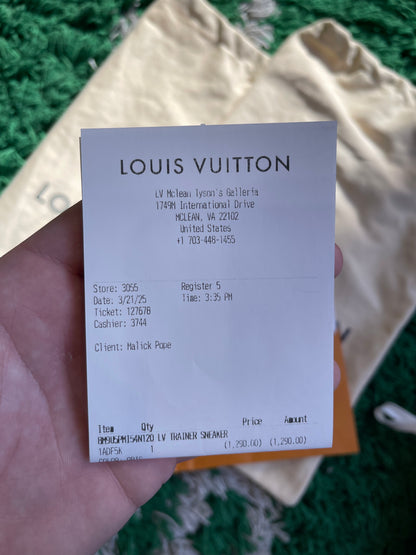 LOUIS VUITTON
LV Mclean Tyson's Galleria
1749M International Drive
MCLEAN, VA 22102
United States
+1 703-448-1455
Store: 3055 Register 5
Date: 3/21/25 Time: 3:35 PM
Ticket: 127678
Cashier: 3744
Client: Malick Pope
Item Qty Price Amount
BM9U5PM154N120 LV TRAINER SNEAKER
1ADF5K 1 (1,290.00) (1,290.00)